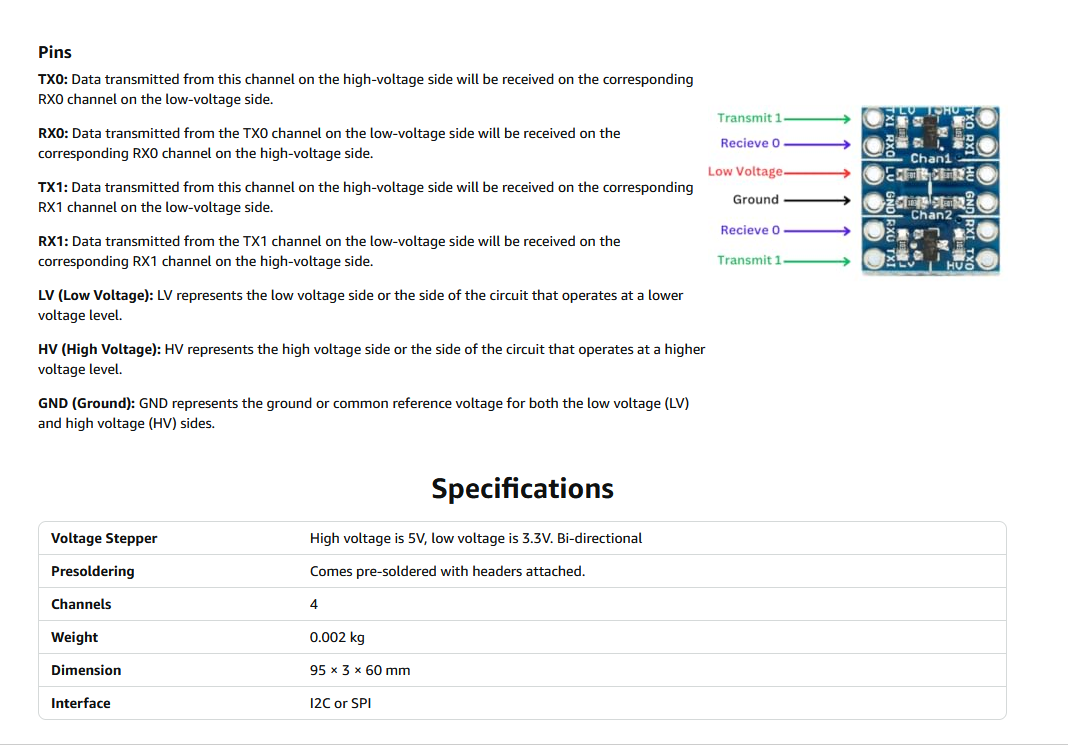 Pins
TX0: Data transmitted from this channel on the high-voltage side will be received on the corresponding
RX0 channel on the low-voltage side.
RX0: Data transmitted from the TX0 channel on the low-voltage side will be received on the
corresponding RX0 channel on the high-voltage side.
TX1: Data transmitted from this channel on the high-voltage side will be received on the corresponding
RX1 channel on the low-voltage side.
RX1: Data transmitted from the TX1 channel on the low-voltage side will be received on the
corresponding RX1 channel on the high-voltage side.
LV (Low Voltage): LV represents the low voltage side or the side of the circuit that operates at a lower
voltage level.
HV (High Voltage): HV represents the high voltage side or the side of the circuit that operates at a higher
voltage level.
GND (Ground): GND represents the ground or common reference voltage for both the low voltage (LV)
and high voltage (HV) sides.
Transmit 1
Recieve 0
Low Voltage
Ground
Recieve 0
Transmit 1
LV HV
TXI TXO
RXO RXI
Chan1
LV HV
GND GND
Chan2
RXO RXI
TXI TXO
LV HV
Specifications
Voltage Stepper High voltage is 5V, low voltage is 3.3V. Bi-directional
Presoldering Comes pre-soldered with headers attached.
Channels 4
Weight 0.002 kg
Dimension 95 × 3 × 60 mm
Interface I2C or SPI